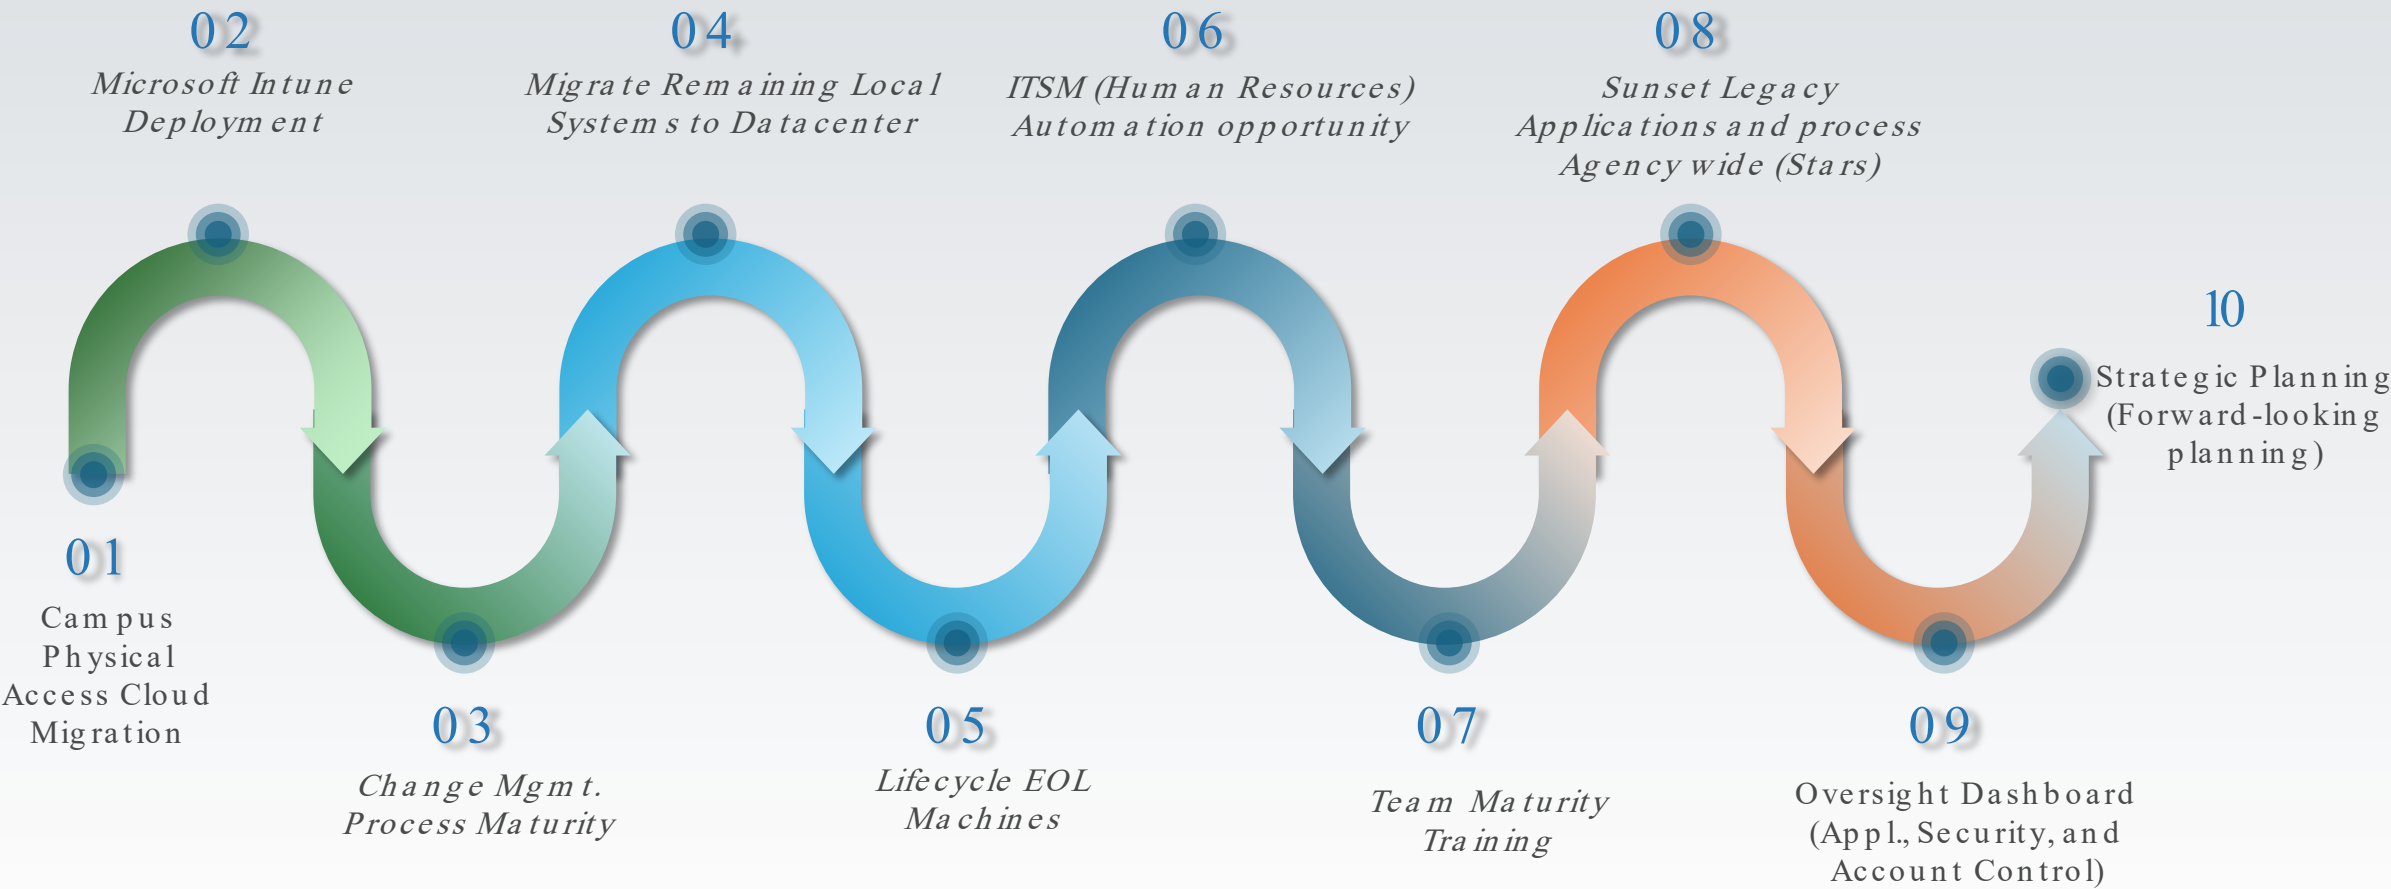 01
Campus
Physical
Access Cloud
Migration
02
Microsoft Intune
Deployment
03
Change Mgmt.
Process Maturity
04
Migrate Remaining Local
Systems to Datacenter
05
Lifecycle EOL
Machines
06
ITSM (Human Resources)
Automation opportunity
07
Team Maturity
Training
08
Sunset Legacy
Applications and process
Agency wide (Stars)
09
Oversight Dashboard
(Appl., Security, and
Account Control)
10
Strategic Planning
(Forward-looking
planning)